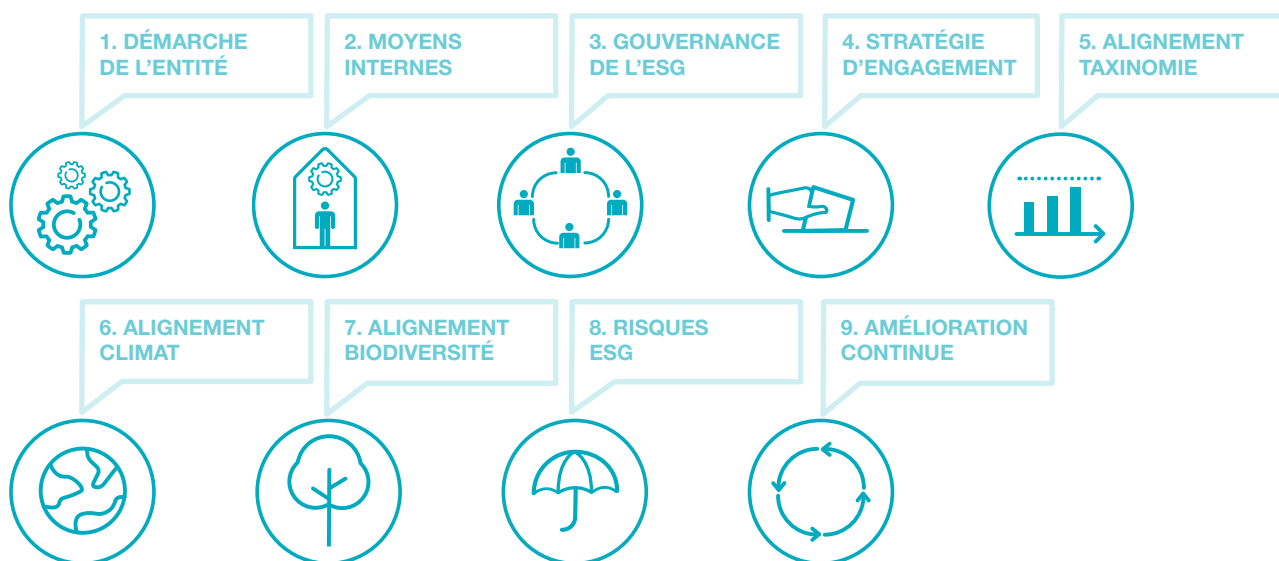 1. DÉMARCHE
DE L’ENTITÉ
2. MOYENS
INTERNES
3. GOUVERNANCE
DE L’ESG
4. STRATÉGIE
D’ENGAGEMENT
5. ALIGNEMENT
TAXINOMIE
6. ALIGNEMENT
CLIMAT
7. ALIGNEMENT
BIODIVERSITÉ
8. RISQUES
ESG
9. AMÉLIORATION
CONTINUE